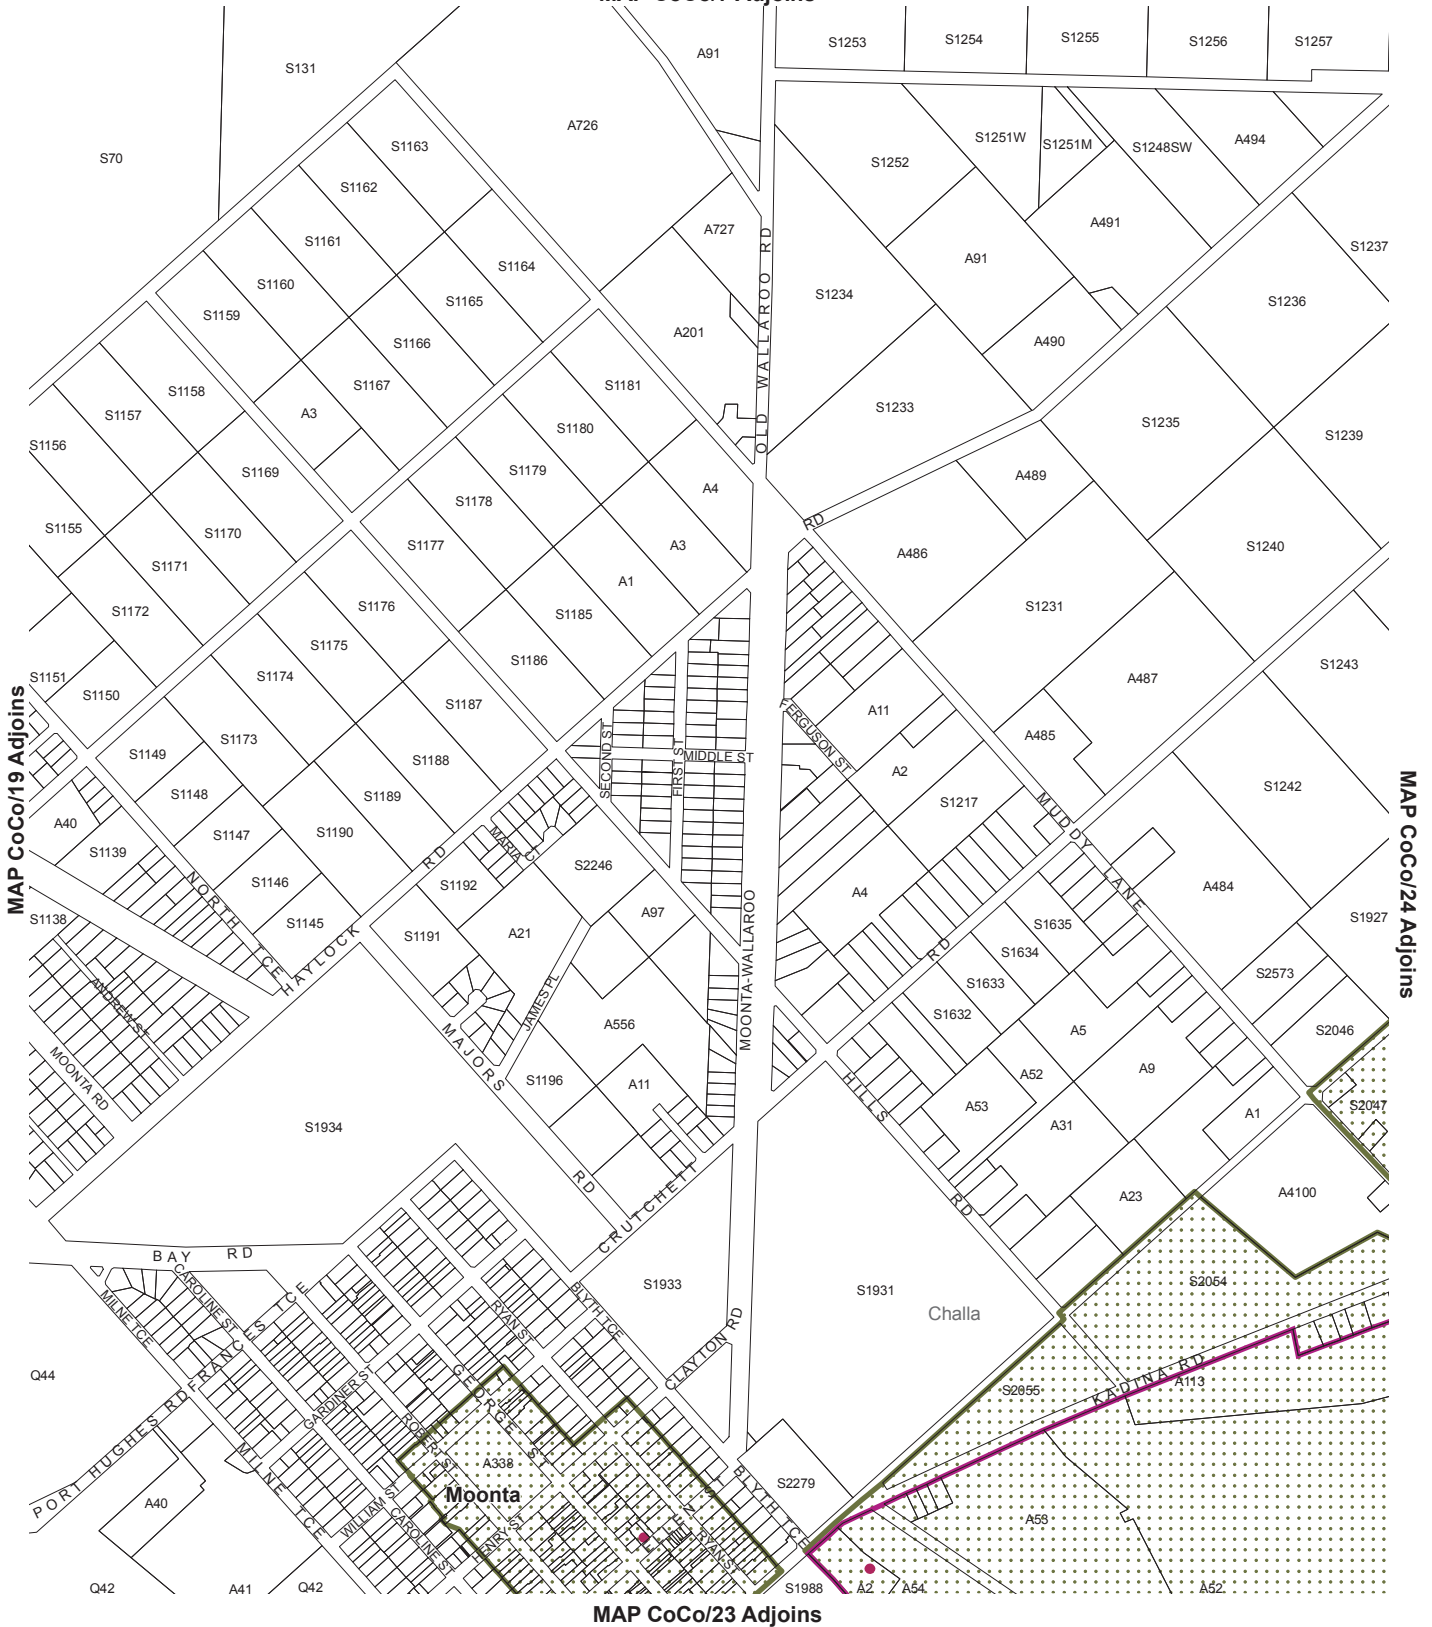 S1253
S1254
S1255
S1256
S1257
A91
S131
A726
S70
S1163
S1162
S1161
S1160
S1159
S1164
S1165
S1166
S1167
A3
A727
A201
OLD WALLAROO RD
S1251W
S1251M
S1248SW
A494
S1252
A491
A91
S1237
S1234
S1236
A490
S1233
S1235
S1239
S1158
S1157
S1156
S1169
S1155
S1170
S1171
S1172
S1181
S1180
S1179
S1178
S1177
A4
A3
A1
RD
A489
A486
S1240
S1231
S1176
S1175
S1174
S1173
S1185
S1186
S1187
S1188
S1189
S1190
S1151
S1150
S1149
S1148
S1147
S1146
S1145
A40
S1139
S1138
MAP CoCo/19 Adjoins
SECOND ST
FIRST ST
MIDDLE ST
FERGUSON ST
A11
A2
S1217
A4
A487
A485
S1243
S1242
MUDDY LANE
A484
S1927
MAP CoCo/24 Adjoins
NORTH TCE
HAYLOCK RD
MARIA CT
S1192
S1191
S2246
A97
A21
JAMES PL
A556
MOONTA-WALLAROO
RD
S1635
S1634
S1633
S1632
A5
A52
A53
A9
A31
A1
A23
S2573
S2046
S2047
A4100
ANDREW ST
MOONTA RD
MAJORS RD
S1196
A11
S1934
HILLS RD
CRUTCHETT
BAY RD
CAROLINE ST
MILNE TCE
FRANCES TCE
GARDINER ST
PORT HUGHES RD
MILNE TCE
Q44
RYAN ST
BLYTH TCE
GEORGE ST
ROBERT ST
S1933
CLAYTON RD
S1931
Challa
S2054
S2055
KADINA RD
A113
A338
Moonta
WILLIAM ST
CAROLINE ST
HENRY ST
RYAN ST
BLYTH TCE
S2279
A53
A40
Q42
A41
Q42
S1988
A2
A54
A52
MAP CoCo/23 Adjoins